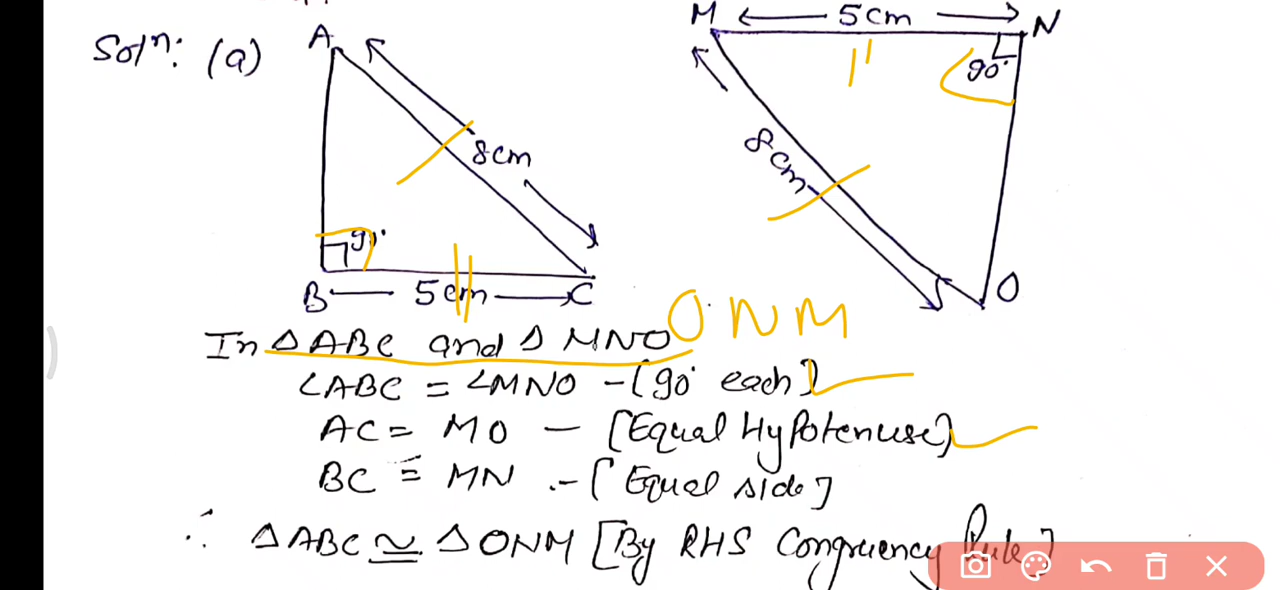 Solⁿ: (a)
A
8cm
90°
B
5cm
C
M
5cm
N
90°
8cm
O
O N M
In △ABC and △MNO
∠ABC = ∠MNO - [90° each]
AC = MO - [Equal Hypotenuse]
BC = MN .- [Equal side]
∴ △ABC ≅ △ONM [By RHS Congruency Rule]